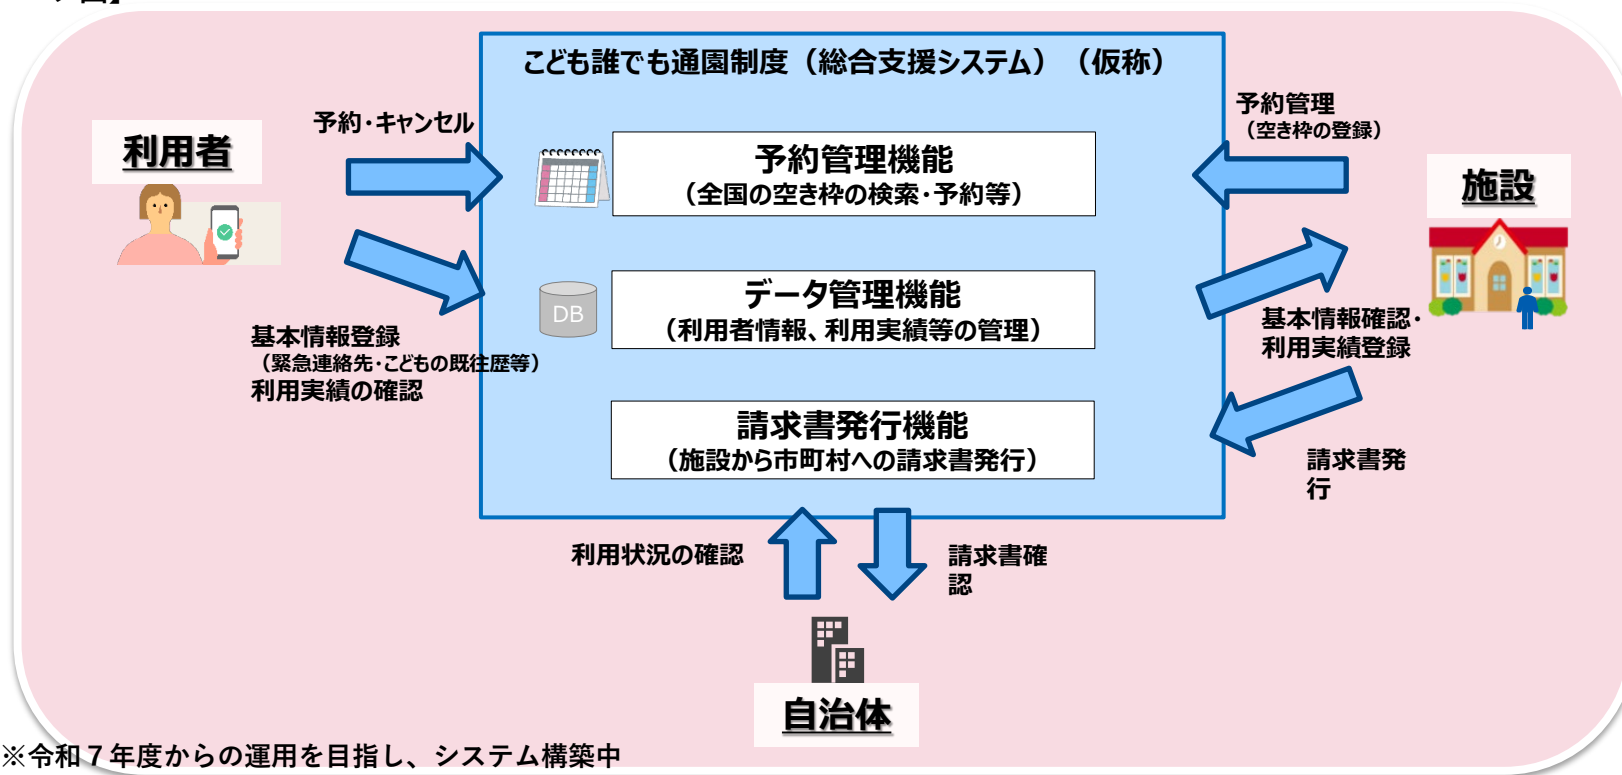 こども誰でも通園制度（総合支援システム）（仮称）
利用者
予約・キャンセル
予約管理機能
（全国の空き枠の検索・予約等）
予約管理
（空き枠の登録）
施設
DB
データ管理機能
（利用者情報、利用実績等の管理）
基本情報登録
（緊急連絡先・こどもの既往歴等）
利用実績の確認
基本情報確認・
利用実績登録
請求書発行機能
（施設から市町村への請求書発行）
請求書発
行
利用状況の確認
請求書確
認
自治体
※令和７年度からの運用を目指し、システム構築中